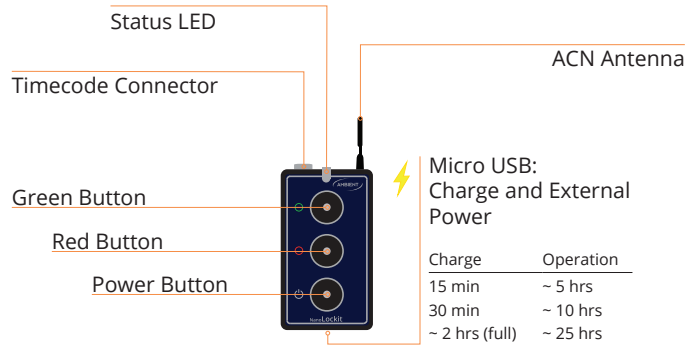 Status LED
ACN Antenna
Timecode Connector
AMBIENT
Green Button
Red Button
Power Button
NanoLockit
Micro USB:
Charge and External
Power
Charge Operation
15 min ~ 5 hrs
30 min ~ 10 hrs
~ 2 hrs (full) ~ 25 hrs